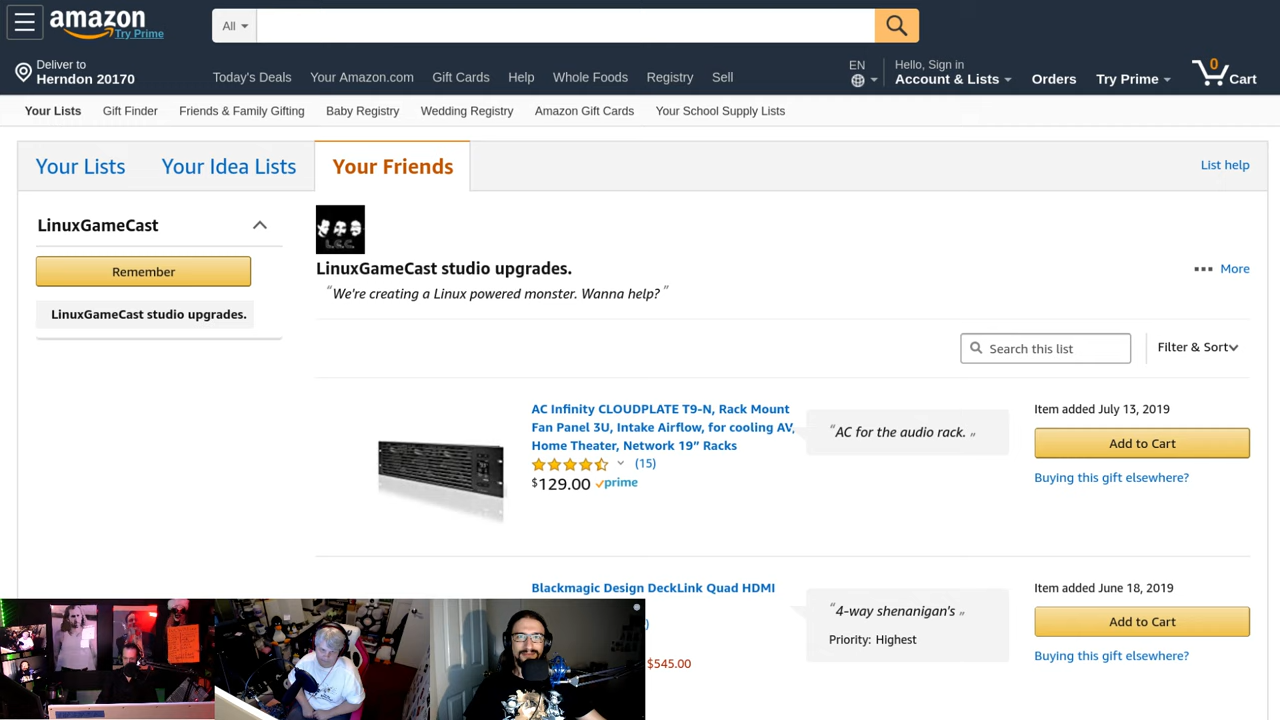 amazon
Try Prime
All
Deliver to
Herndon 20170
Today's Deals
Your Amazon.com
Gift Cards
Help
Whole Foods
Registry
Sell
EN
Hello, Sign in
Account & Lists
Orders
Try Prime
0
Cart
Your Lists
Gift Finder
Friends & Family Gifting
Baby Registry
Wedding Registry
Amazon Gift Cards
Your School Supply Lists
Your Lists
Your Idea Lists
Your Friends
List help
LinuxGameCast
Remember
LinuxGameCast studio upgrades.
L.G.C.
LinuxGameCast studio upgrades.
"We're creating a Linux powered monster. Wanna help?"
More
Search this list
Filter & Sort
AC Infinity CLOUDPLATE T9-N, Rack Mount
Fan Panel 3U, Intake Airflow, for cooling AV,
Home Theater, Network 19” Racks
(15)
$129.00 prime
"AC for the audio rack."
Item added July 13, 2019
Add to Cart
Buying this gift elsewhere?
Blackmagic Design DeckLink Quad HDMI
$545.00
"4-way shenanigan's"
Priority: Highest
Item added June 18, 2019
Add to Cart
Buying this gift elsewhere?